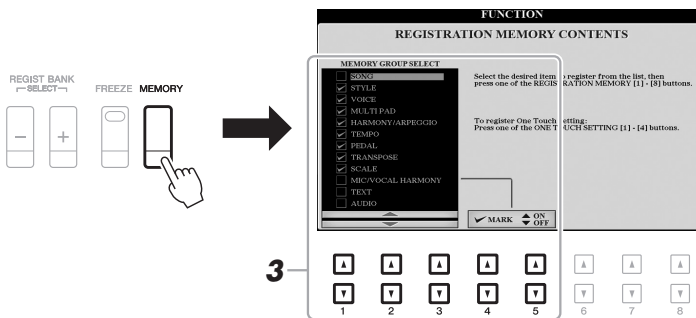 REGIST BANK
SELECT
FREEZE MEMORY
- +
FUNCTION
REGISTRATION MEMORY CONTENTS
MEMORY GROUP SELECT
SONG
STYLE
VOICE
MULTI PAD
HARMONY/ARPEGGIO
TEMPO
PEDAL
TRANSPOSE
SCALE
MIC/VOCAL HARMONY
TEXT
AUDIO
Select the desired item to register from the list, then
press one of the REGISTRATION MEMORY [1] - [8] buttons.
To register One Touch Setting:
Press one of the ONE TOUCH SETTING [1] - [4] buttons.
MARK ON
OFF
3
1 2 3 4 5 6 7 8